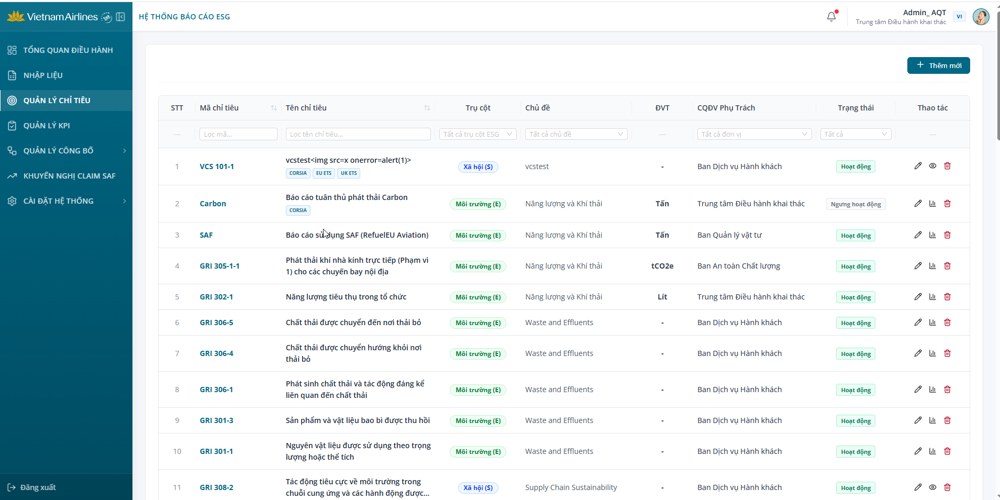 VietnamAirlines
HỆ THỐNG BÁO CÁO ESG
Admin_ AQT
Trung tâm Điều hành khai thác
VI
TỔNG QUAN ĐIỀU HÀNH
NHẬP LIỆU
QUẢN LÝ CHỈ TIÊU
QUẢN LÝ KPI
QUẢN LÝ CÔNG BỐ
KHUYẾN NGHỊ CLAIM SAF
CÀI ĐẶT HỆ THỐNG
Đăng xuất
+ Thêm mới
STT Mã chỉ tiêu Tên chỉ tiêu Trụ cột Chủ đề ĐVT CQĐV Phụ Trách Trạng thái Thao tác
— Lọc mã... Lọc tên chỉ tiêu... Tất cả trụ cột ESG Tất cả chủ đề — Tất cả đơn vị Tất cả —
1 VCS 101-1 vcstest<img src=x onerror=alert(1)> Xã hội (S) vcstest - Ban Dịch vụ Hành khách Hoạt động
CORSIA EU ETS UK ETS
2 Carbon Báo cáo tuân thủ phát thải Carbon Môi trường (E) Năng lượng và Khí thải Tấn Trung tâm Điều hành khai thác Ngưng hoạt động
CORSIA
3 SAF Báo cáo sử dụng SAF (RefuelEU Aviation) Môi trường (E) Năng lượng và Khí thải Tấn Ban Quản lý vật tư Hoạt động
4 GRI 305-1-1 Phát thải khí nhà kính trực tiếp (Phạm vi Môi trường (E) Năng lượng và Khí thải tCO2e Ban An toàn Chất lượng Hoạt động
1) cho các chuyến bay nội địa
5 GRI 302-1 Năng lượng tiêu thụ trong tổ chức Môi trường (E) Năng lượng và Khí thải Lít Trung tâm Điều hành khai thác Hoạt động
6 GRI 306-5 Chất thải được chuyển đến nơi thải bỏ Môi trường (E) Waste and Effluents - Ban Dịch vụ Hành khách Hoạt động
7 GRI 306-4 Chất thải được chuyển hướng khỏi nơi Môi trường (E) Waste and Effluents - Ban Dịch vụ Hành khách Hoạt động
thải bỏ
8 GRI 306-1 Phát sinh chất thải và tác động đáng kể Môi trường (E) Waste and Effluents - Ban Dịch vụ Hành khách Hoạt động
liên quan đến chất thải
9 GRI 301-3 Sản phẩm và vật liệu bao bì được thu hồi Môi trường (E) Waste and Effluents - Ban Dịch vụ Hành khách Hoạt động
10 GRI 301-1 Nguyên vật liệu được sử dụng theo trọng Môi trường (E) Waste and Effluents - Ban Dịch vụ Hành khách Hoạt động
lượng hoặc thể tích
11 GRI 308-2 Tác động tiêu cực về môi trường trong Xã hội (S) Supply Chain Sustainability - Ban Dịch vụ Hành khách Hoạt động
chuỗi cung ứng và các hành động được...